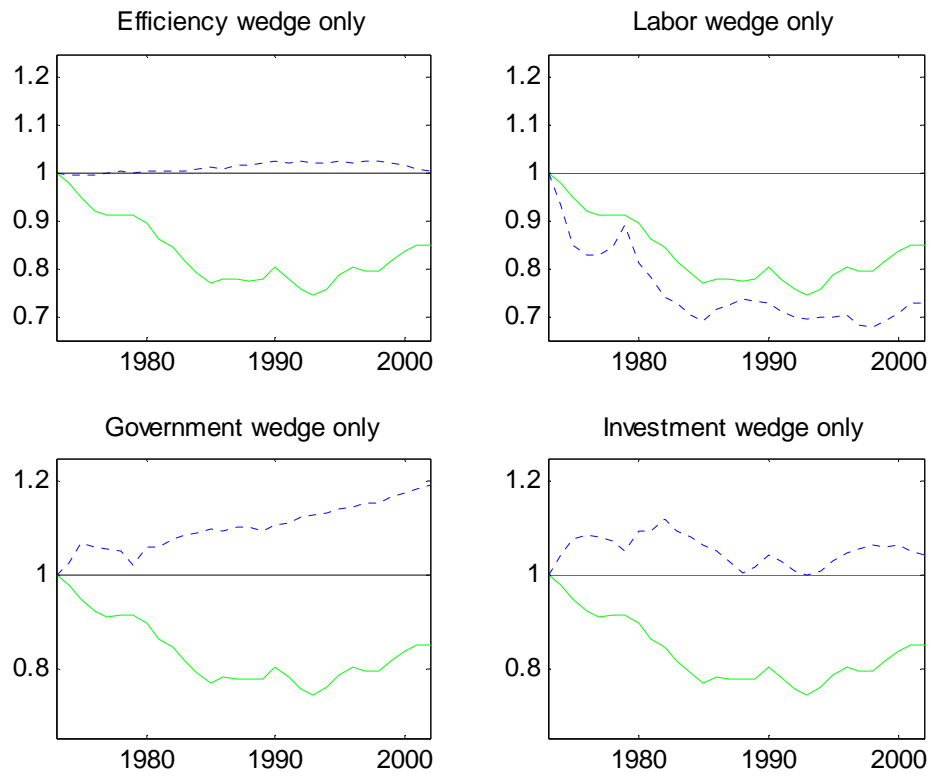 Efficiency wedge only
1.2
1.1
1
0.9
0.8
0.7
1980 1990 2000
Labor wedge only
1.2
1.1
1
0.9
0.8
0.7
1980 1990 2000
Government wedge only
1.2
1
0.8
1980 1990 2000
Investment wedge only
1.2
1
0.8
1980 1990 2000